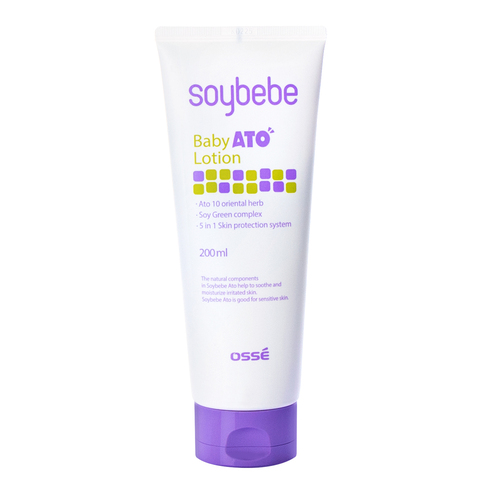 soybebe
Baby ATO
Lotion
· Ato 10 oriental herb
· Soy Green complex
· 5 in 1 Skin protection system
200ml
The natural components
in Soybebe Ato help to soothe and
moisturise irritated skin.
Soybebe Ato is good for sensitive skin.
OSSÉ